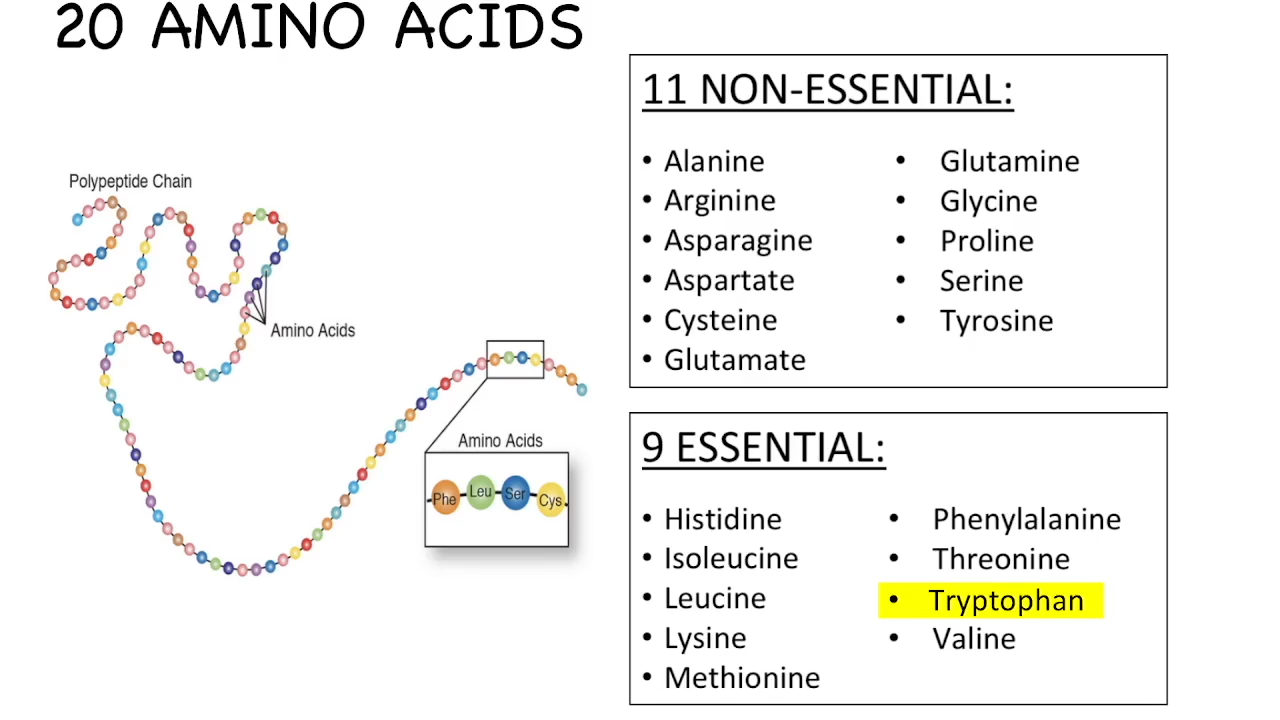 20 AMINO ACIDS
Polypeptide Chain
Amino Acids
Amino Acids
Phe Leu Ser Cys
11 NON-ESSENTIAL:
• Alanine
• Arginine
• Asparagine
• Aspartate
• Cysteine
• Glutamate
• Glutamine
• Glycine
• Proline
• Serine
• Tyrosine
9 ESSENTIAL:
• Histidine
• Isoleucine
• Leucine
• Lysine
• Methionine
• Phenylalanine
• Threonine
• Tryptophan
• Valine